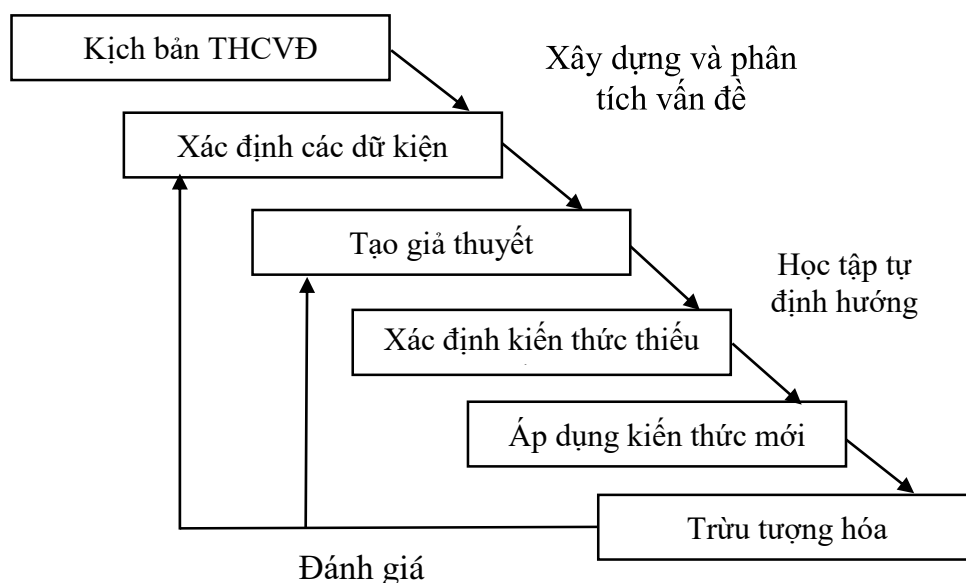 Kịch bản THCVĐ
Xây dựng và phân
tích vấn đề
Xác định các dữ kiện
Tạo giả thuyết
Học tập tự
định hướng
Xác định kiến thức thiếu
Áp dụng kiến thức mới
Trừu tượng hóa
Đánh giá